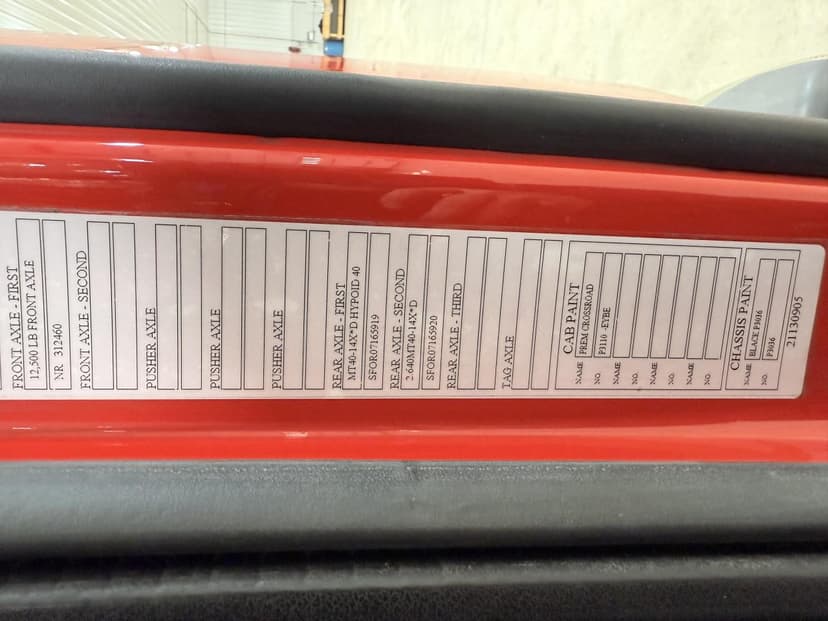 FRONT AXLE - FIRST
12,500 LB FRONT AXLE
NR 312460
FRONT AXLE - SECOND
PUSHER AXLE
PUSHER AXLE
PUSHER AXLE
REAR AXLE - FIRST
MT40-14X*D HYPOID 40
SFOR07165919
REAR AXLE - SECOND
2.640MT40-14X*D
SFOR07165920
REAR AXLE - THIRD
TAG AXLE
CAB PAINT
NAME PREM CROSSROAD
NO. P3110 -EYBE
NAME
NO.
NAME
NO.
NAME
NO.
CHASSIS PAINT
NAME BLACK P3036
NO. P3036
21130905